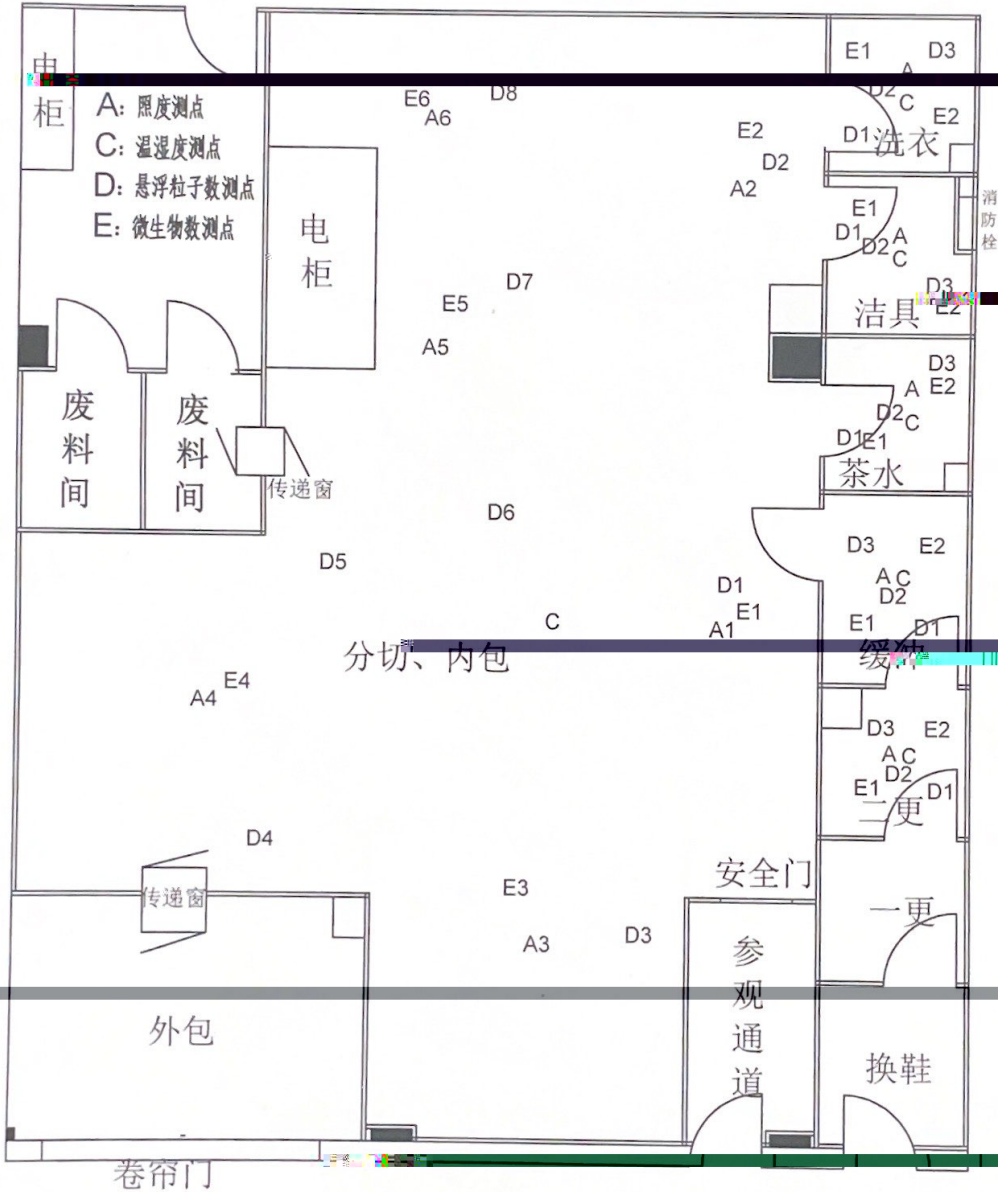 电柜
A：照度测点
C：温湿度测点
D：悬浮粒子数测点
E：微生物数测点
E6
D8
A6
E2
D2
A2
E1
D3
A
D2
C
E2
D1
洗衣
消防栓
电柜
E1
D1
A
D2
C
D3
E2
洁具
D7
E5
A5
D3
A
E2
D2
C
D1
E1
茶水
废料间
废料间
传递窗
D6
D5
D3
E2
A
C
D2
E1
D1
缓冲
D1
E1
A1
C
分切、内包
E4
A4
D3
E2
A
C
D2
E1
D1
二更
D4
传递窗
E3
A3
D3
安全门
参观通道
一更
外包
换鞋
卷帘门